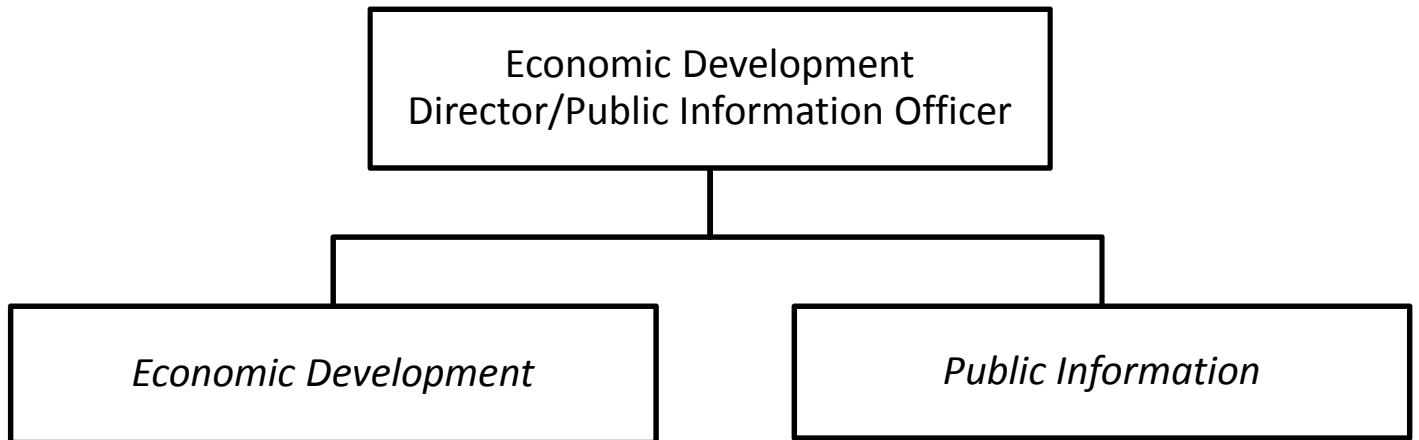 Economic Development
Director/Public Information Officer
Economic Development
Public Information